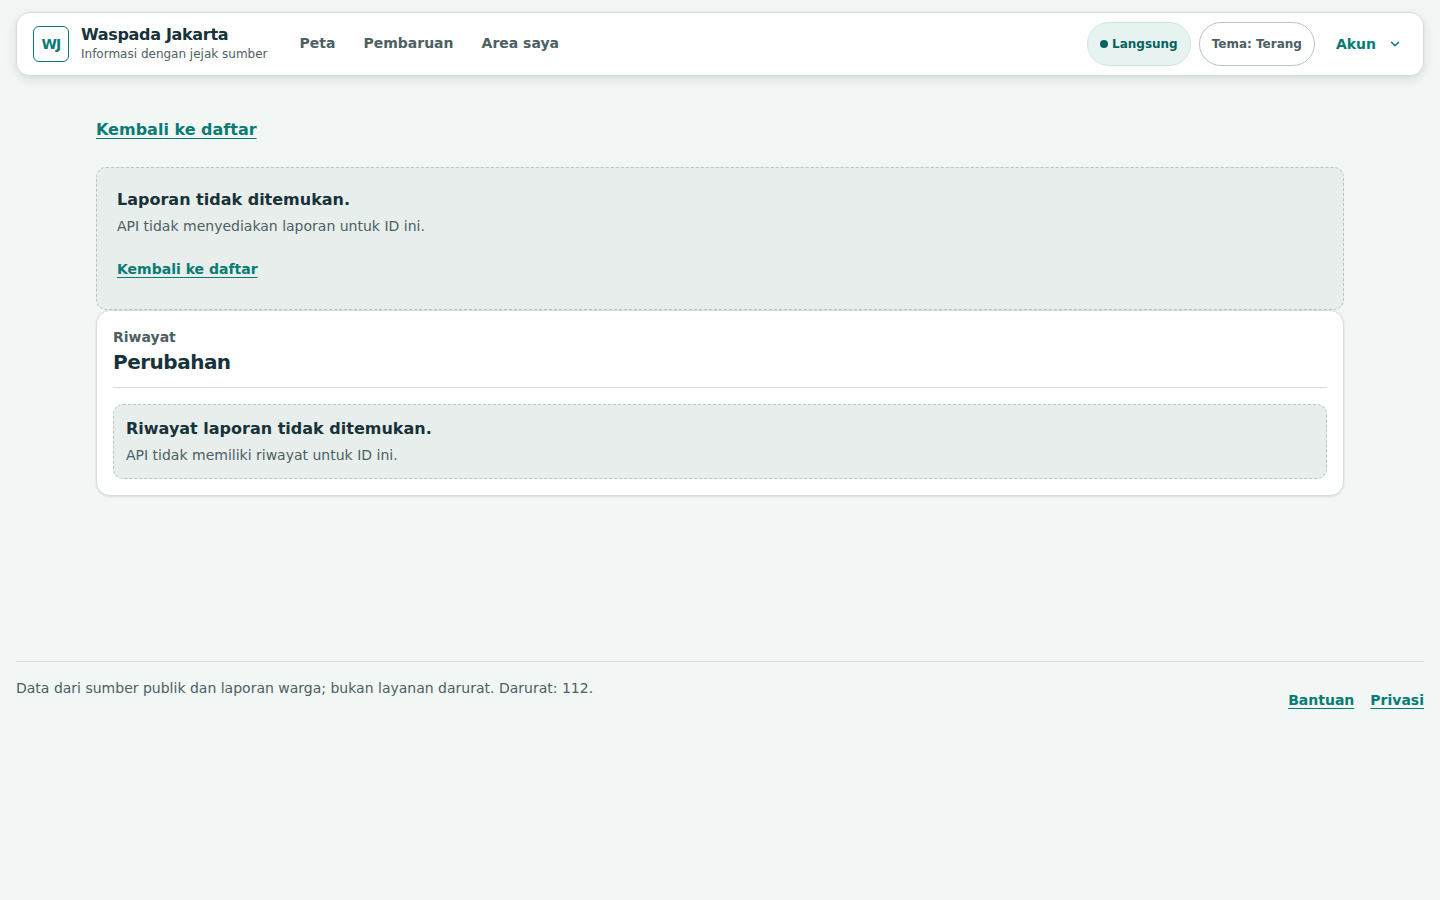 WJ
Waspada Jakarta
Informasi dengan jejak sumber
Peta
Pembaruan
Area saya
Langsung
Tema: Terang
Akun
Kembali ke daftar
Laporan tidak ditemukan.
API tidak menyediakan laporan untuk ID ini.
Kembali ke daftar
Riwayat
Perubahan
Riwayat laporan tidak ditemukan.
API tidak memiliki riwayat untuk ID ini.
Data dari sumber publik dan laporan warga; bukan layanan darurat. Darurat: 112.
Bantuan
Privasi